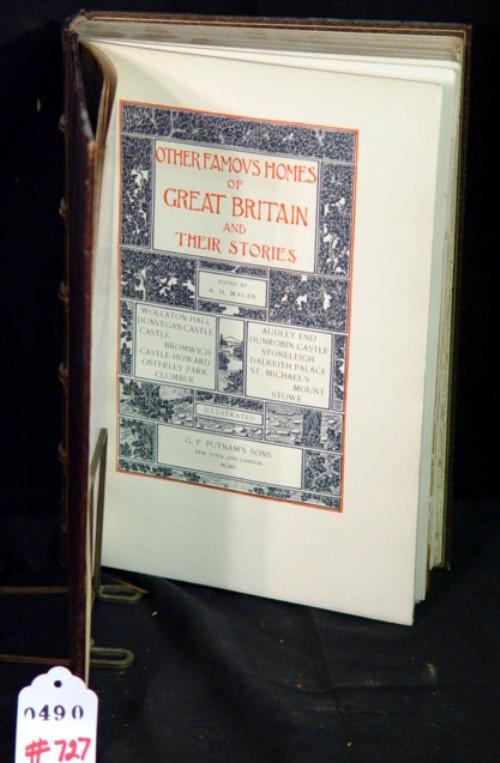 OTHER FAMOVS HOMES
OF
GREAT BRITAIN
AND
THEIR STORIES
EDITED BY
A. H. MALAN
WOLLATON HALL
DUNVEGAN CASTLE
CASTLE
BROMWICH
CASTLE HOWARD
OSTERLEY PARK
CLUMBER
AUDLEY END
DUNROBIN CASTLE
STONELEIGH
DALKEITH PALACE
ST. MICHAEL'S
MOUNT
STOWE
ILLUSTRATED
G. P. PUTNAM'S SONS
NEW YORK AND LONDON
0490
#727